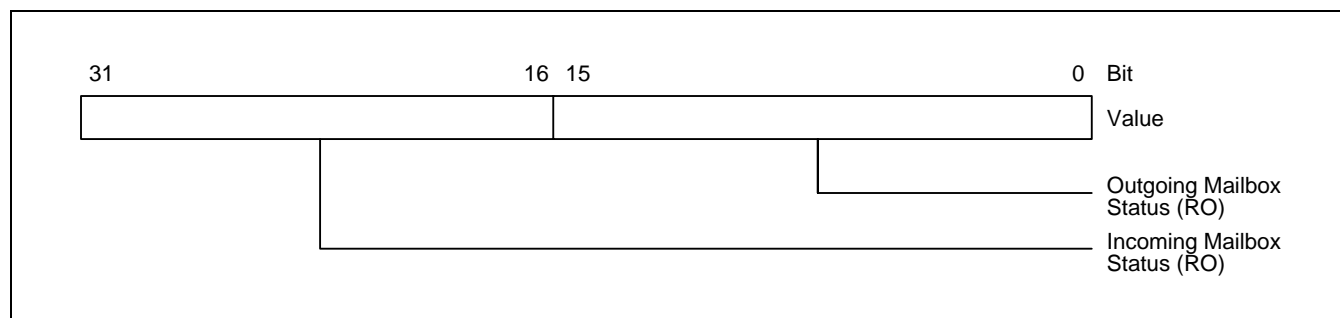 31 16 15 0 Bit
Value
Outgoing Mailbox
Status (RO)
Incoming Mailbox
Status (RO)